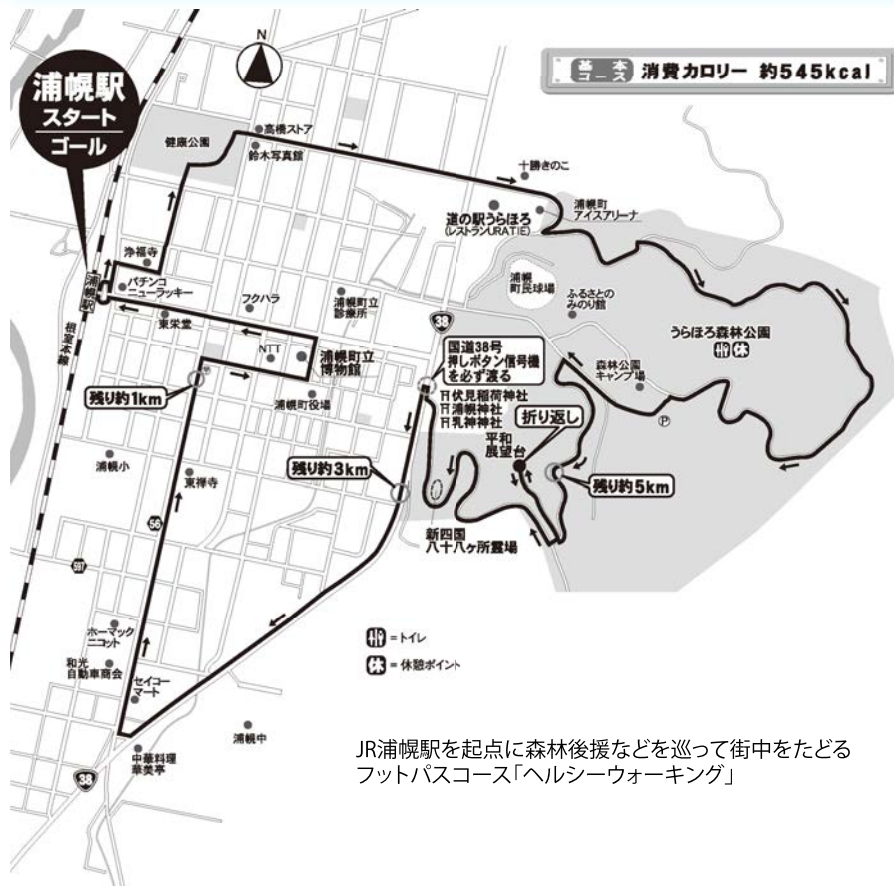 N
基本コース 消費カロリー 約545kcal
浦幌駅
スタート
ゴール
健康公園
高橋ストア
鈴木写真館
十勝きのこ
道の駅うらほろ
(レストランURATIE)
浦幌町
アイスアリーナ
浄福寺
浦幌駅
パチンコ
ニューラッキー
フクハラ
浦幌町立
診療所
浦幌
町民球場
ふるさとの
みのり館
うらほろ森林公園
休
東栄堂
根室本線
38
国道38号
押しボタン信号機
を必ず渡る
NTT
浦幌町立
博物館
森林公園
キャンプ場
残り約1km
浦幌町役場
伏見稲荷神社
浦幌神社
乳神神社
折り返し
平和
展望台
P
浦幌小
東禅寺
残り約3km
残り約5km
56
新四国
八十八ヶ所霊場
597
ホーマック
ニコット
=トイレ
休=休憩ポイント
和光
自動車商会
セイコー
マート
浦幌中
中華料理
華美亭
38
JR浦幌駅を起点に森林後援などを巡って街中をたどる
フットパスコース「ヘルシーウォーキング」